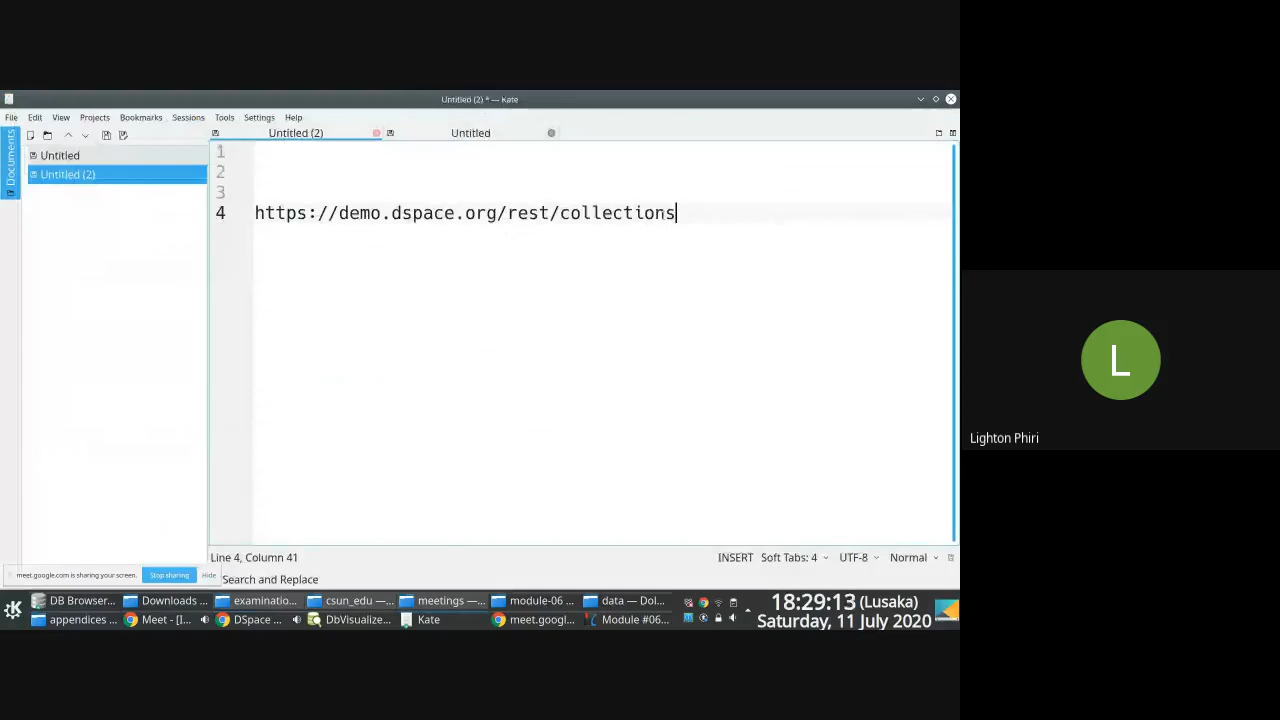 Untitled (2) * — Kate
File Edit View Projects Bookmarks Sessions Tools Settings Help
Documents
Untitled (2) Untitled
Untitled
Untitled (2)
1
2
3
4 https://demo.dspace.org/rest/collections
Lighton Phiri
L
Line 4, Column 41 INSERT Soft Tabs: 4 UTF-8 Normal
meet.google.com is sharing your screen. Stop sharing Hide
Search and Replace
DB Browser... Downloads ... examinatio... csun_edu —... meetings —... module-06 ... data — Dol...
appendices ... Meet - [I... DSpace ... DbVisualize... Kate meet.googl... Module #06...
18:29:13 (Lusaka)
Saturday, 11 July 2020